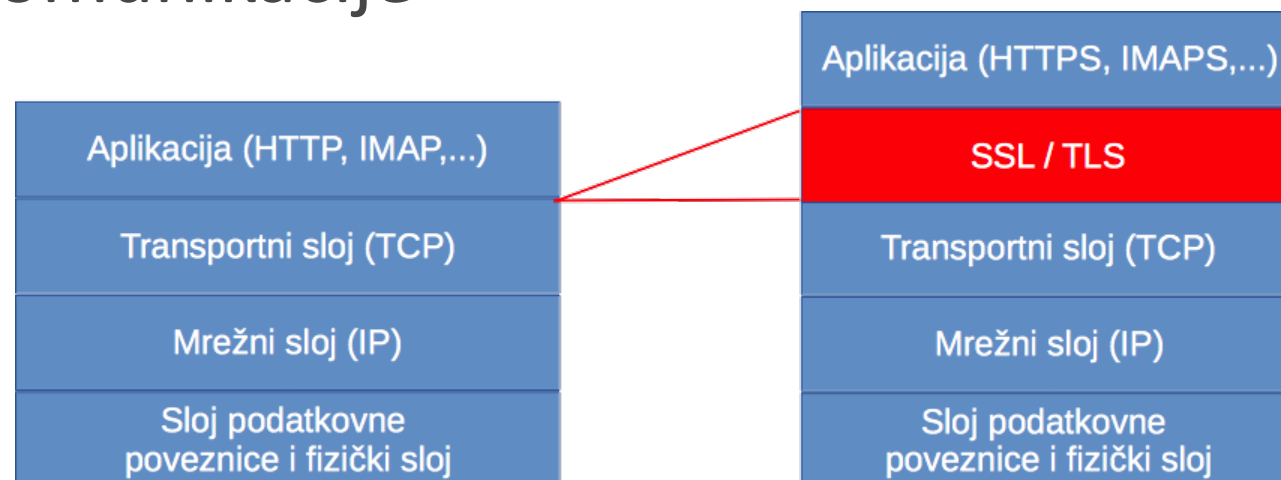 Aplikacija (HTTP, IMAP,...)
Transportni sloj (TCP)
Mrežni sloj (IP)
Sloj podatkovne
poveznice i fizički sloj
Aplikacija (HTTPS, IMAPS,...)
SSL / TLS
Transportni sloj (TCP)
Mrežni sloj (IP)
Sloj podatkovne
poveznice i fizički sloj